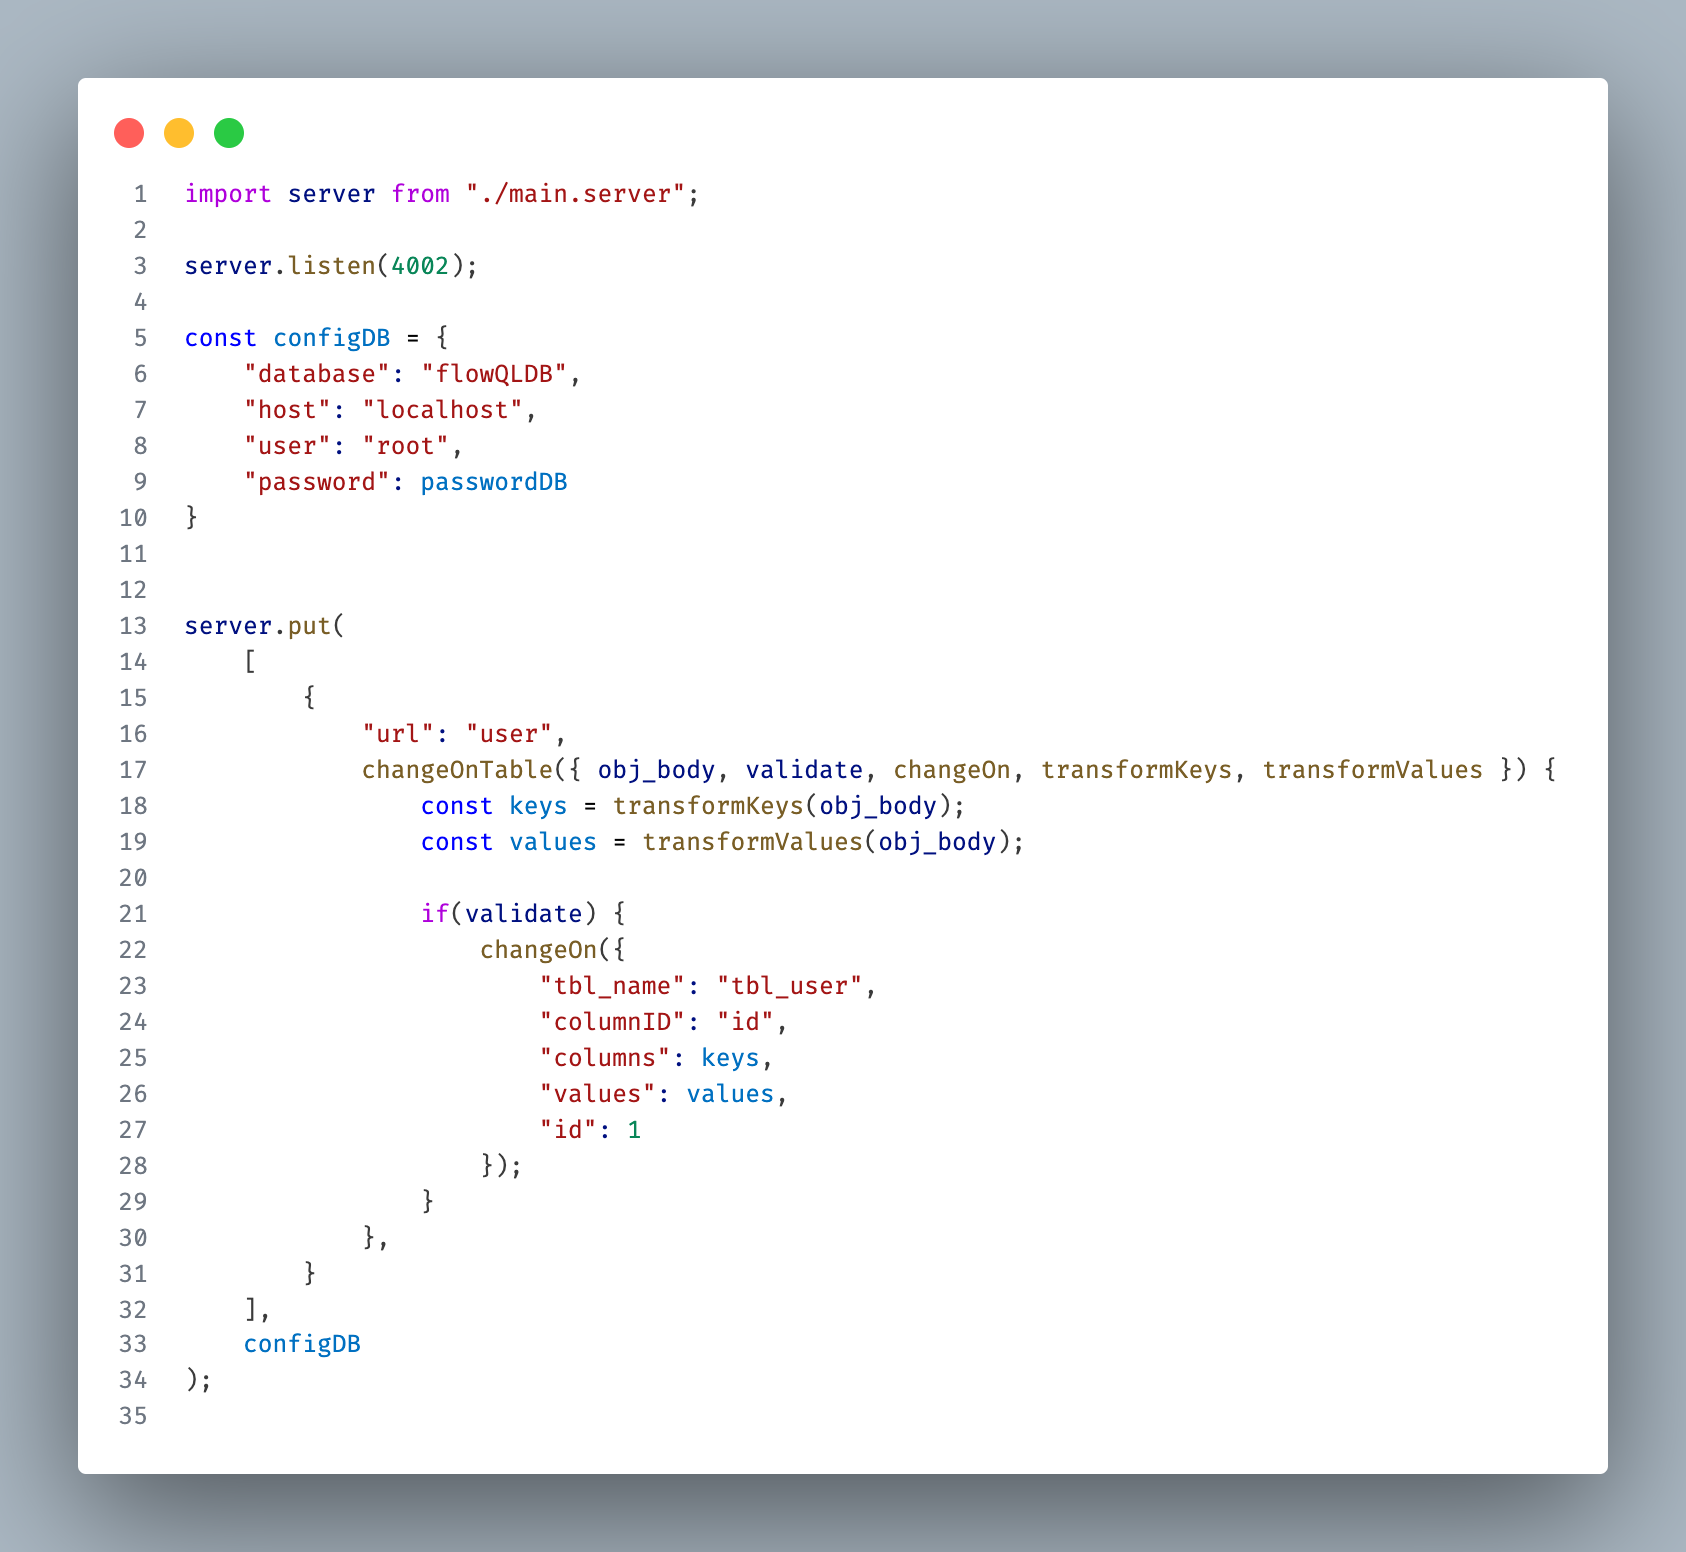 1 import server from "./main.server";
2
3 server.listen(4002);
4
5 const configDB = {
6     "database": "flowQLDB",
7     "host": "localhost",
8     "user": "root",
9     "password": passwordDB
10 }
11
12
13 server.put(
14     [
15         {
16             "url": "user",
17             changeOnTable({ obj_body, validate, changeOn, transformKeys, transformValues }) {
18                 const keys = transformKeys(obj_body);
19                 const values = transformValues(obj_body);
20
21                 if(validate) {
22                     changeOn({
23                         "tbl_name": "tbl_user",
24                         "columnID": "id",
25                         "columns": keys,
26                         "values": values,
27                         "id": 1
28                     });
29                 }
30             },
31         }
32     ],
33     configDB
34 );
35